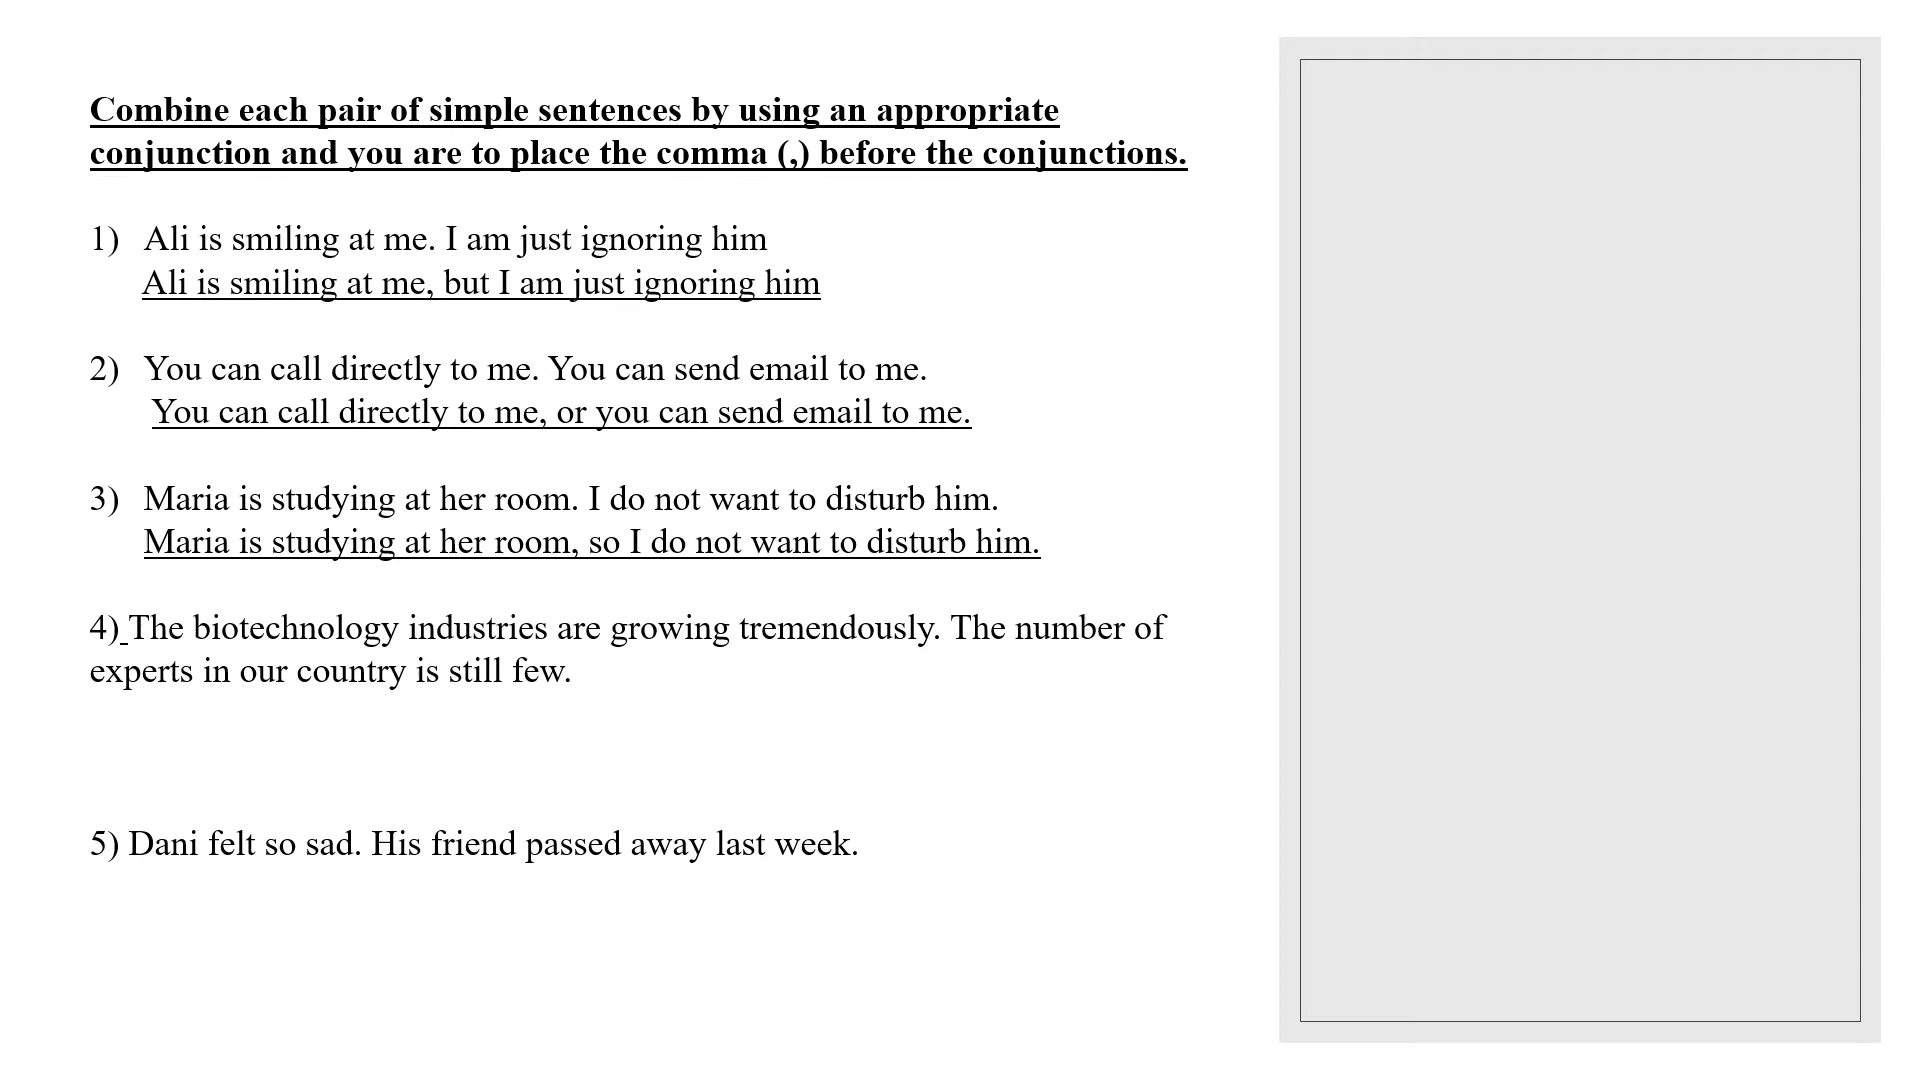 Combine each pair of simple sentences by using an appropriate
conjunction and you are to place the comma (,) before the conjunctions.
1) Ali is smiling at me. I am just ignoring him
Ali is smiling at me, but I am just ignoring him
2) You can call directly to me. You can send email to me.
You can call directly to me, or you can send email to me.
3) Maria is studying at her room. I do not want to disturb him.
Maria is studying at her room, so I do not want to disturb him.
4) The biotechnology industries are growing tremendously. The number of
experts in our country is still few.
5) Dani felt so sad. His friend passed away last week.